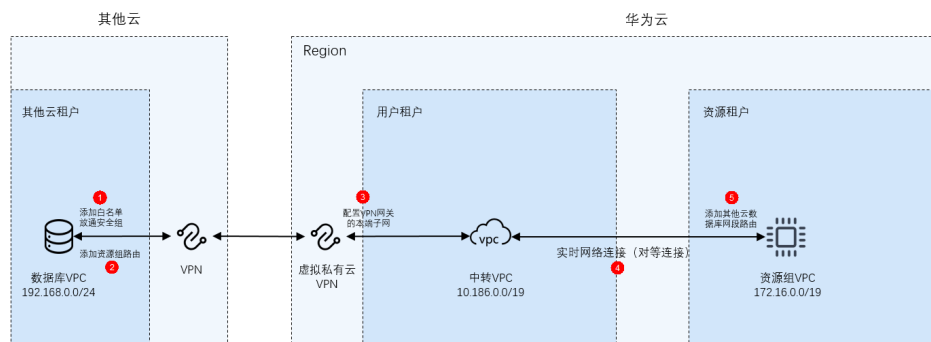 其他云
华为云
Region
其他云租户
用户租户
资源租户
1
添加白名单
放通安全组
添加资源组路由
2
数据库VPC
192.168.0.0/24
VPN
虚拟私有云
VPN
3
配置VPN网关
的本端子网
vpc
中转VPC
10.186.0.0/19
实时网络连接（对等连接）
4
5
添加其他云数
据库网段路由
资源组VPC
172.16.0.0/19